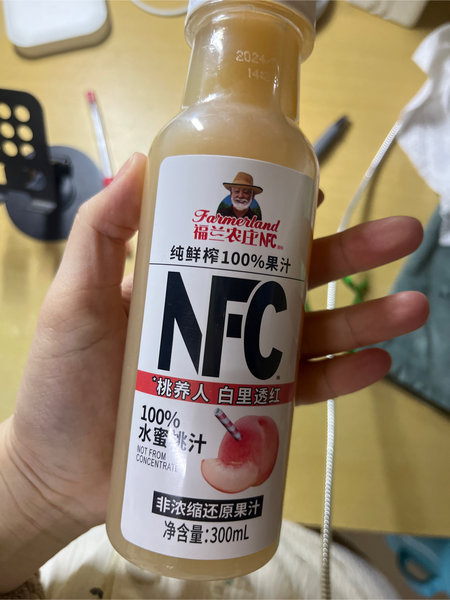 2024
Farmerland
福兰农庄NFC
纯鲜榨100%果汁
NFC
*桃养人 白里透红
100%
水蜜桃汁
NOT FROM
CONCENTRATE
非浓缩还原果汁
净含量:300mL